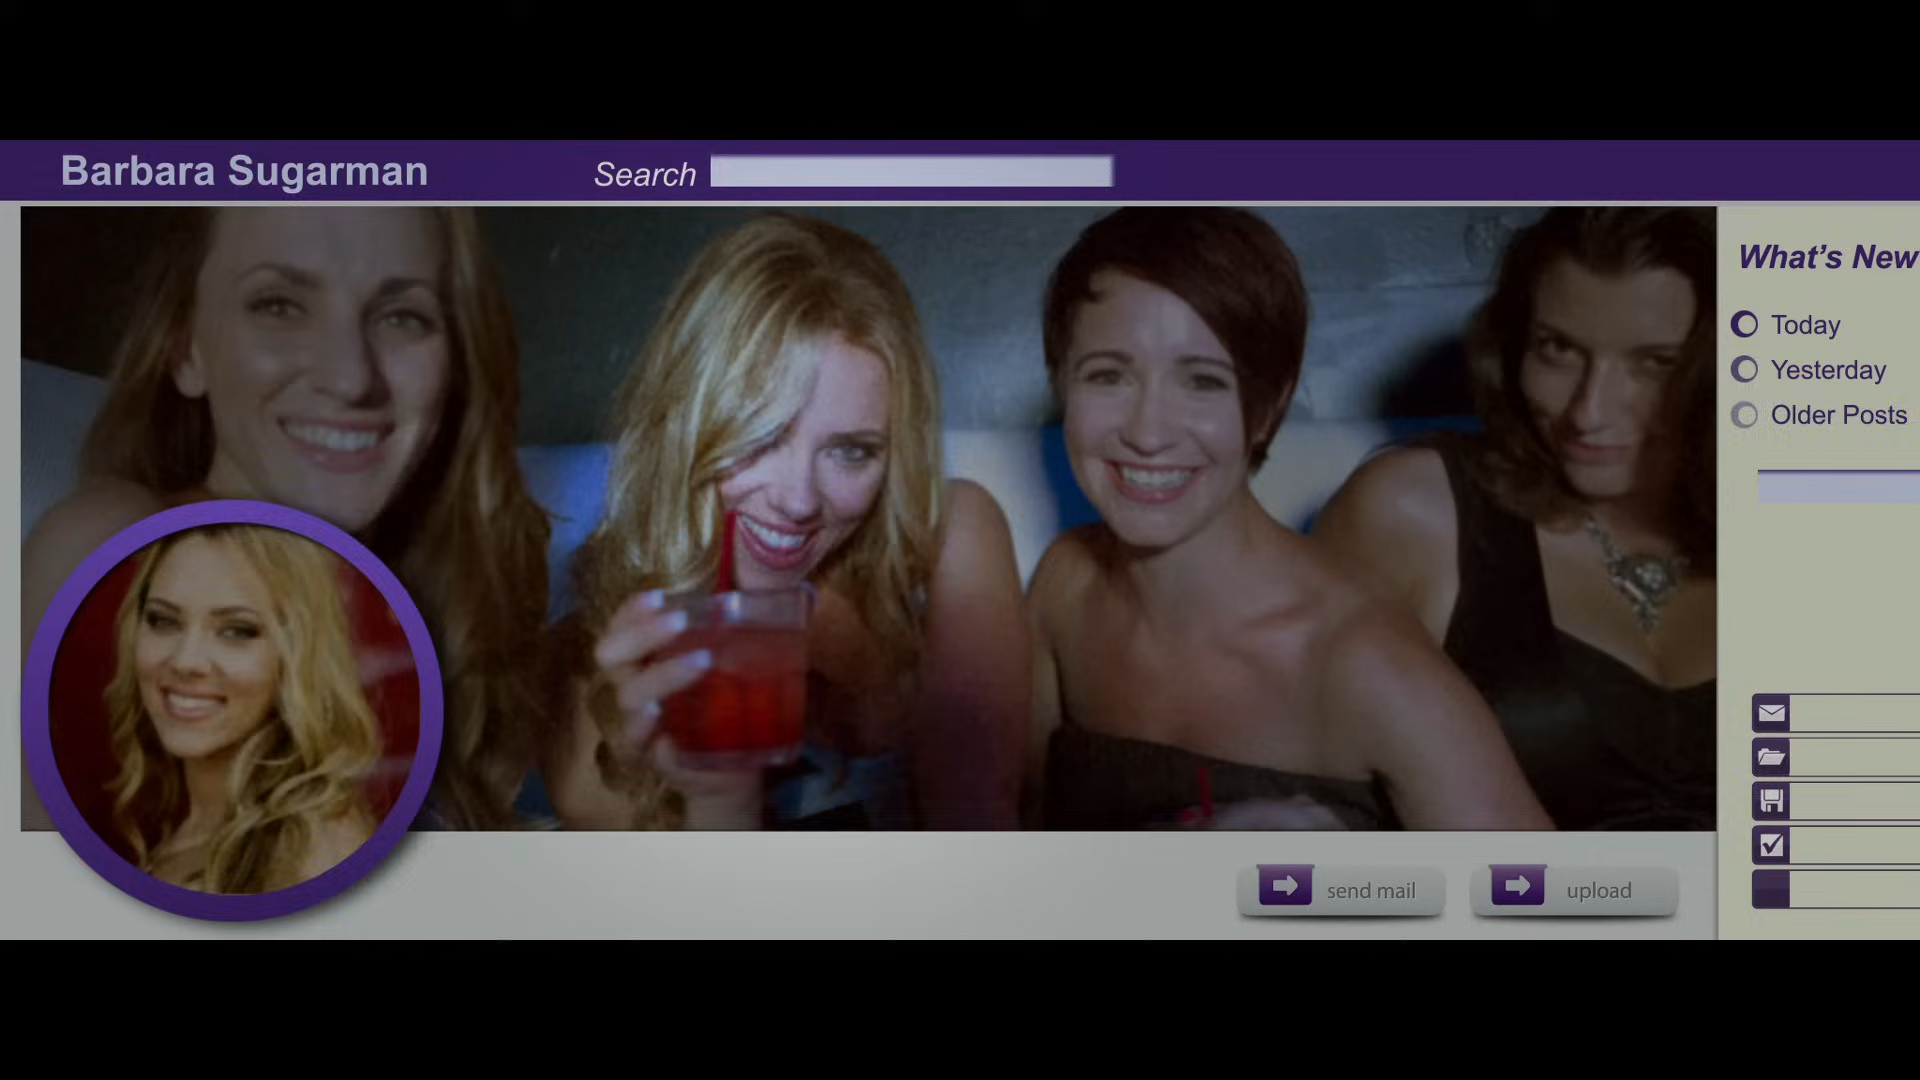 Barbara Sugarman
Search
What's New
Today
Yesterday
Older Posts
send mail
upload